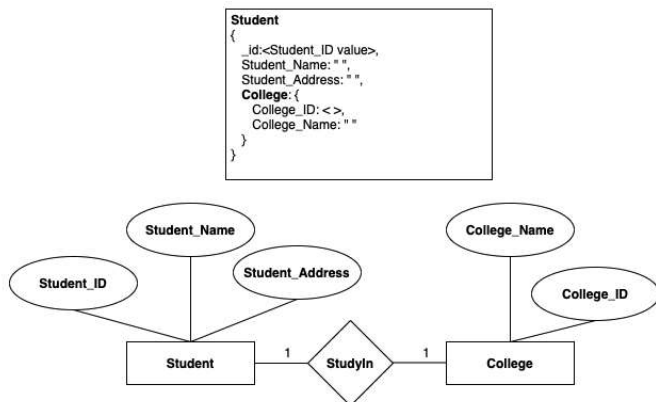 Student
{
_id:<Student_ID value>,
Student_Name: " ",
Student_Address: " ",
College: {
College_ID: < >,
College_Name: " "
}
}
Student_Name
College_Name
Student_ID
Student_Address
College_ID
Student
1
StudyIn
1
College